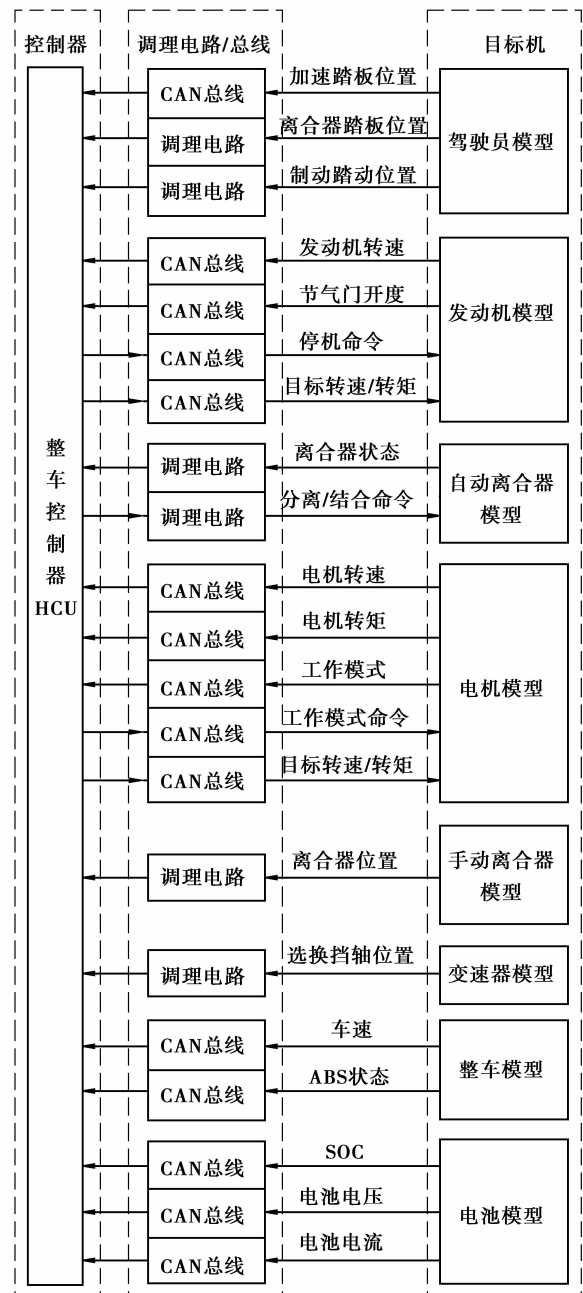 控制器
调理电路/总线
目标机
整
车
控
制
器
HCU
CAN总线
加速踏板位置
调理电路
离合器踏板位置
调理电路
制动踏动位置
驾驶员模型
CAN总线
发动机转速
CAN总线
节气门开度
CAN总线
停机命令
CAN总线
目标转速/转矩
发动机模型
调理电路
离合器状态
调理电路
分离/结合命令
自动离合器
模型
CAN总线
电机转速
CAN总线
电机转矩
CAN总线
工作模式
CAN总线
工作模式命令
CAN总线
目标转速/转矩
电机模型
调理电路
离合器位置
手动离合器
模型
调理电路
选换挡轴位置
变速器模型
CAN总线
车速
CAN总线
ABS状态
整车模型
CAN总线
SOC
CAN总线
电池电压
CAN总线
电池电流
电池模型